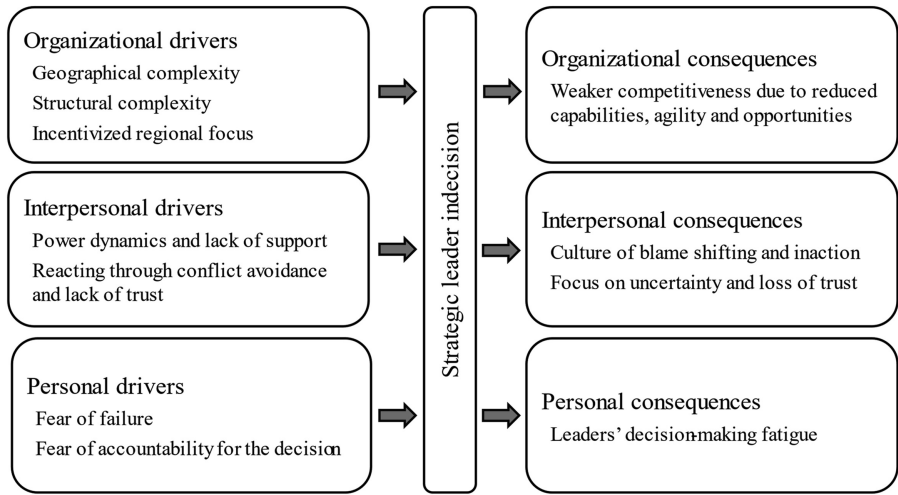 Organizational drivers
Geographical complexity
Structural complexity
Incentivized regional focus
Interpersonal drivers
Power dynamics and lack of support
Reacting through conflict avoidance
and lack of trust
Personal drivers
Fear of failure
Fear of accountability for the decision
Strategic leader indecision
Organizational consequences
Weaker competitiveness due to reduced
capabilities, agility and opportunities
Interpersonal consequences
Culture of blame shifting and inaction
Focus on uncertainty and loss of trust
Personal consequences
Leaders’ decision-making fatigue